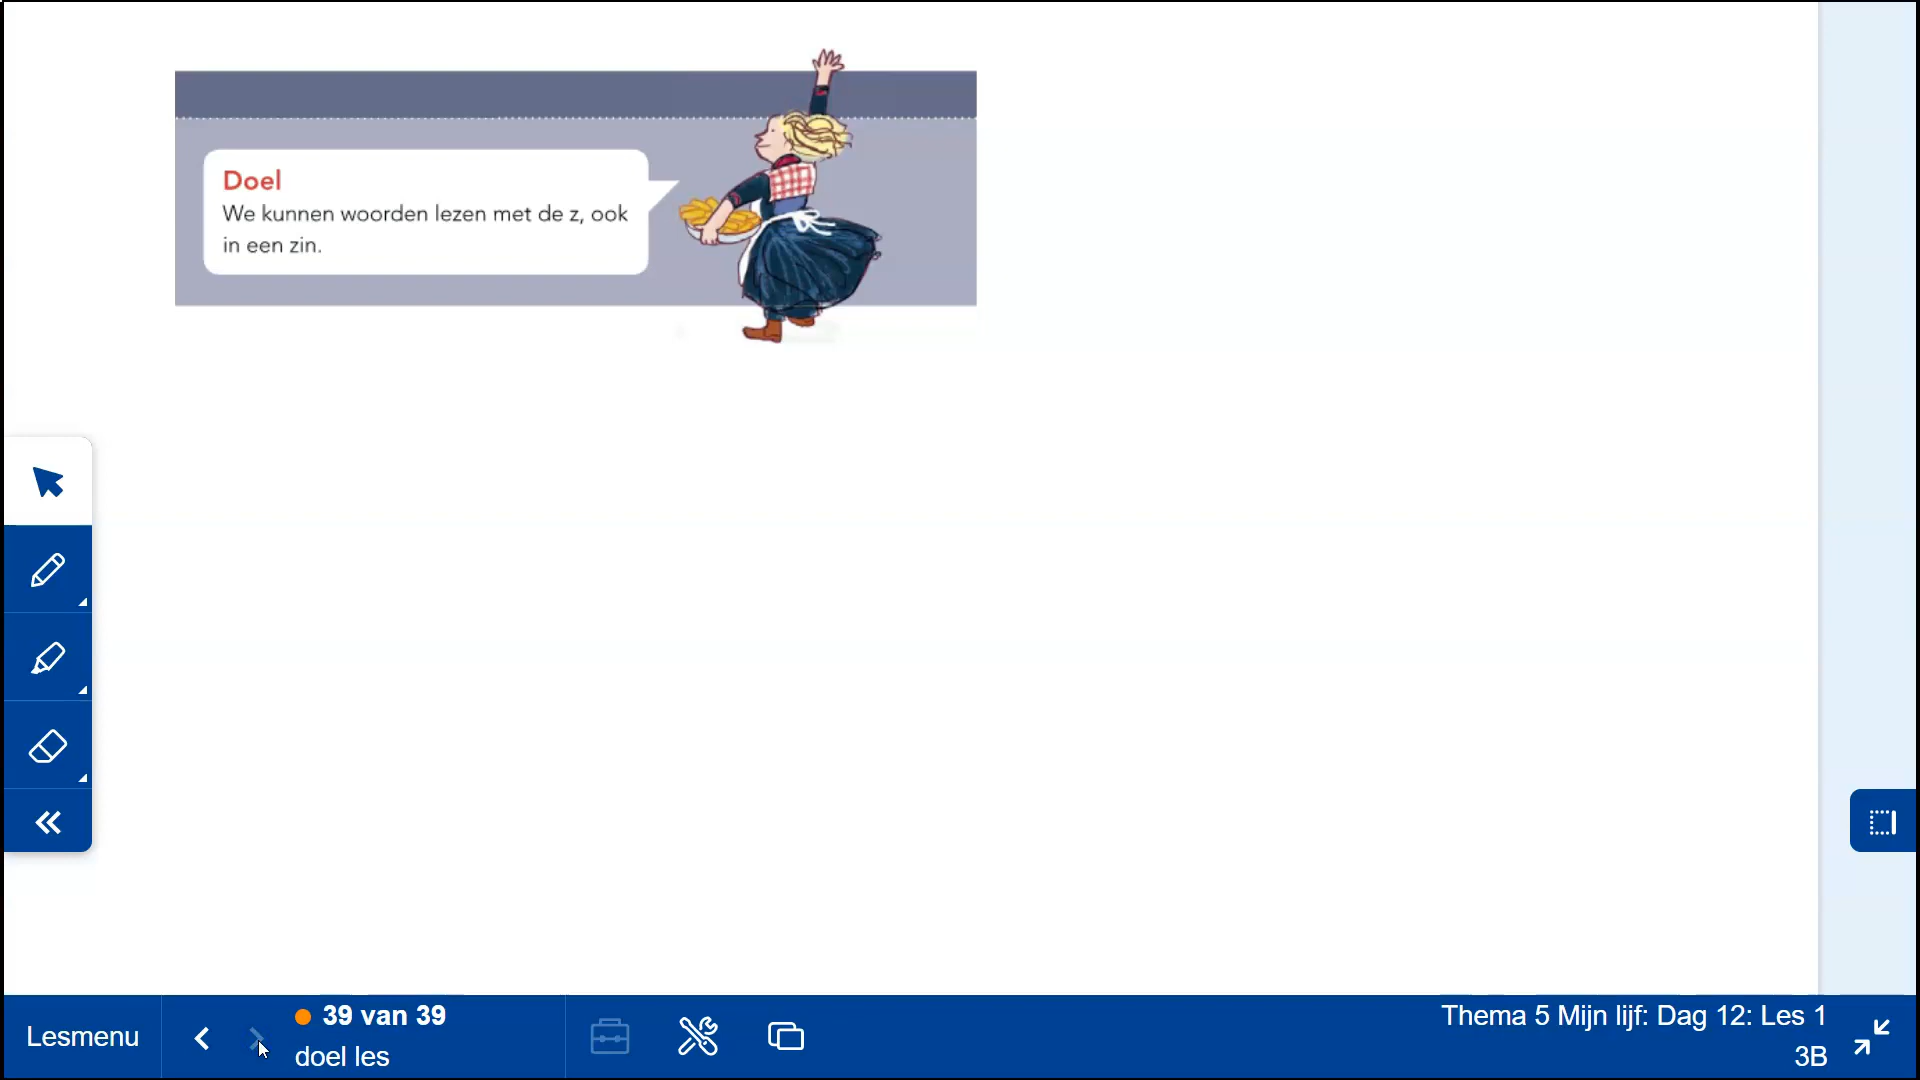 Doel
We kunnen woorden lezen met de z, ook
in een zin.
Lesmenu
39 van 39
doel les
Thema 5 Mijn lijf: Dag 12: Les 1
3B